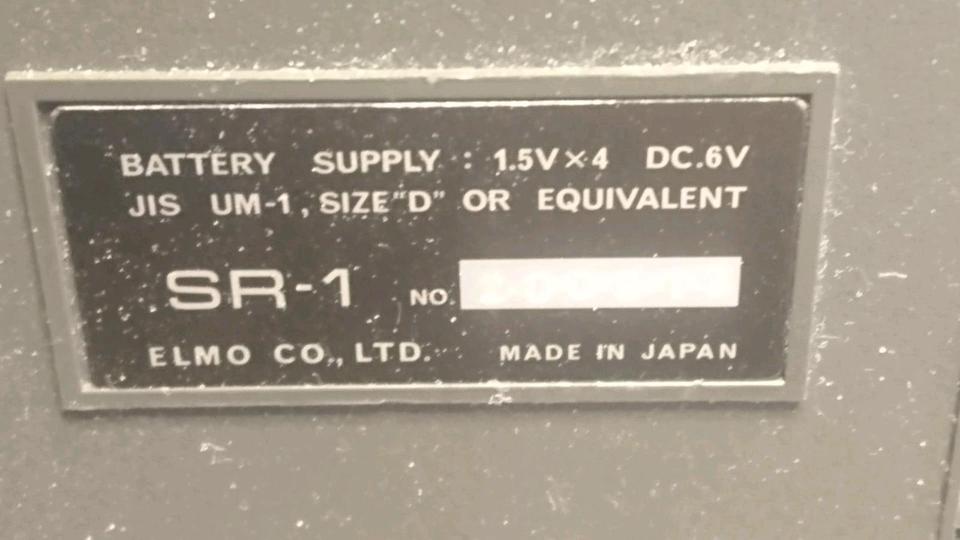 BATTERY SUPPLY : 1.5V×4 DC.6V
JIS UM-1, SIZE "D" OR EQUIVALENT
SR-1 NO.
ELMO CO., LTD. MADE IN JAPAN